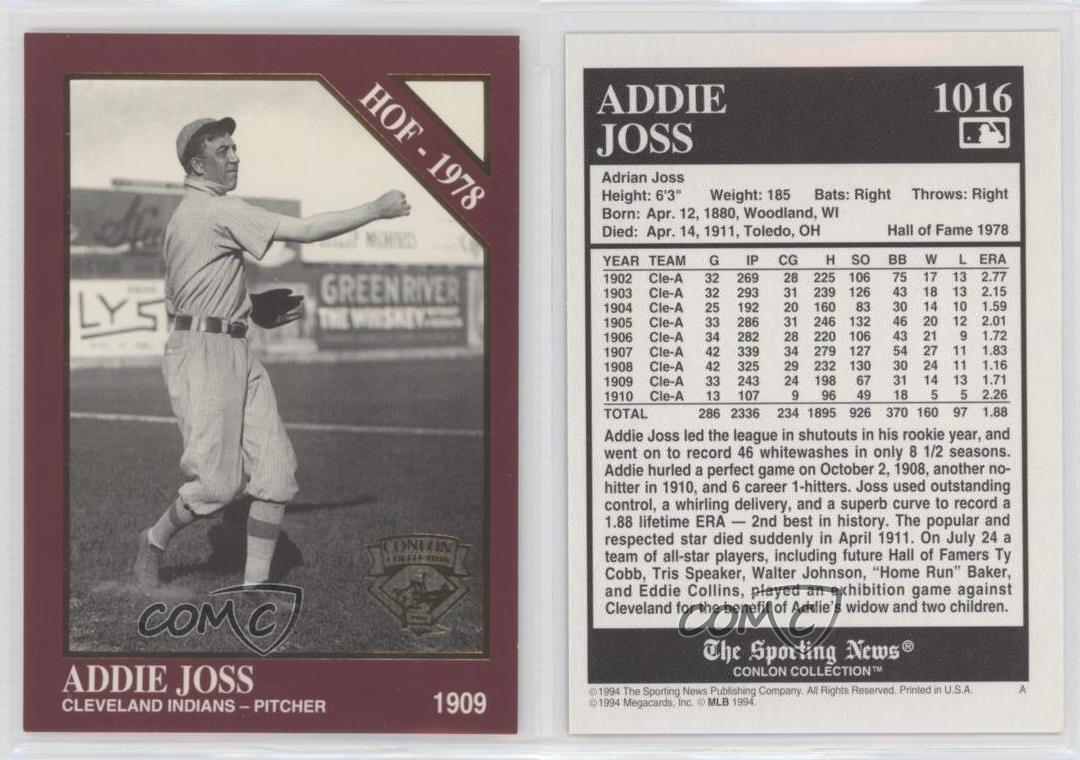 HOF - 1978
LYS
PHILIP MORRIS
GREEN RIVER
THE WHISKEY
CONLON
COLLECTION
COMC
ADDIE JOSS
CLEVELAND INDIANS – PITCHER
1909
ADDIE
JOSS
1016
Adrian Joss
Height: 6'3" Weight: 185 Bats: Right Throws: Right
Born: Apr. 12, 1880, Woodland, WI
Died: Apr. 14, 1911, Toledo, OH Hall of Fame 1978
YEAR TEAM G IP CG H SO BB W L ERA
1902 Cle-A 32 269 28 225 106 75 17 13 2.77
1903 Cle-A 32 293 31 239 126 43 18 13 2.15
1904 Cle-A 25 192 20 160 83 30 14 10 1.59
1905 Cle-A 33 286 31 246 132 46 20 12 2.01
1906 Cle-A 34 282 28 220 106 43 21 9 1.72
1907 Cle-A 42 339 34 279 127 54 27 11 1.83
1908 Cle-A 42 325 29 232 130 30 24 11 1.16
1909 Cle-A 33 243 24 198 67 31 14 13 1.71
1910 Cle-A 13 107 9 96 49 18 5 5 2.26
TOTAL 286 2336 234 1895 926 370 160 97 1.88
Addie Joss led the league in shutouts in his rookie year, and
went on to record 46 whitewashes in only 8 1/2 seasons.
Addie hurled a perfect game on October 2, 1908, another no-
hitter in 1910, and 6 career 1-hitters. Joss used outstanding
control, a whirling delivery, and a superb curve to record a
1.88 lifetime ERA — 2nd best in history. The popular and
respected star died suddenly in April 1911. On July 24 a
team of all-star players, including future Hall of Famers Ty
Cobb, Tris Speaker, Walter Johnson, “Home Run” Baker,
and Eddie Collins, played an exhibition game against
Cleveland for the benefit of Addie's widow and two children.
COMC
The Sporting News®
CONLON COLLECTION™
©1994 The Sporting News Publishing Company. All Rights Reserved. Printed in U.S.A. A
©1994 Megacards, Inc. © MLB 1994.